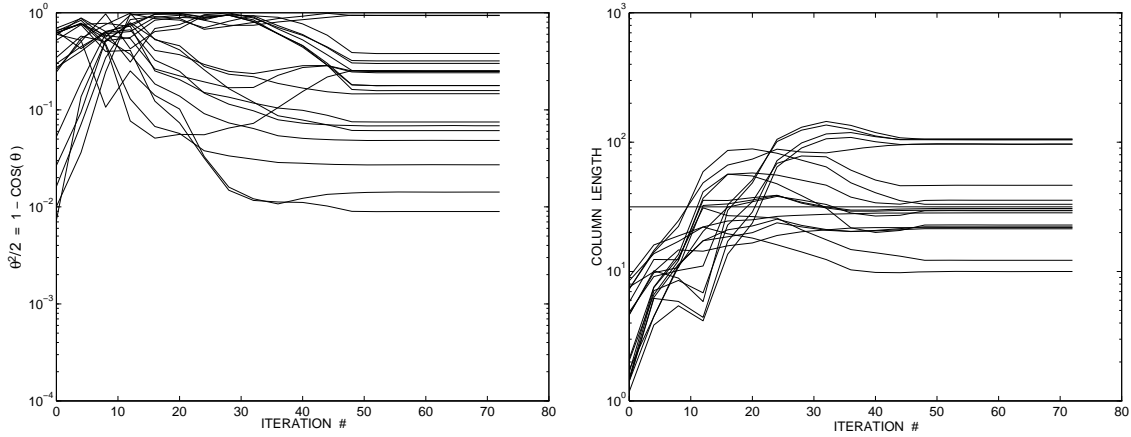 10^0
10^-1
10^-2
10^-3
10^-4
θ²/2 = 1 − COS(θ)
0 10 20 30 40 50 60 70 80
ITERATION #
10^3
10^2
10^1
10^0
COLUMN LENGTH
0 10 20 30 40 50 60 70 80
ITERATION #